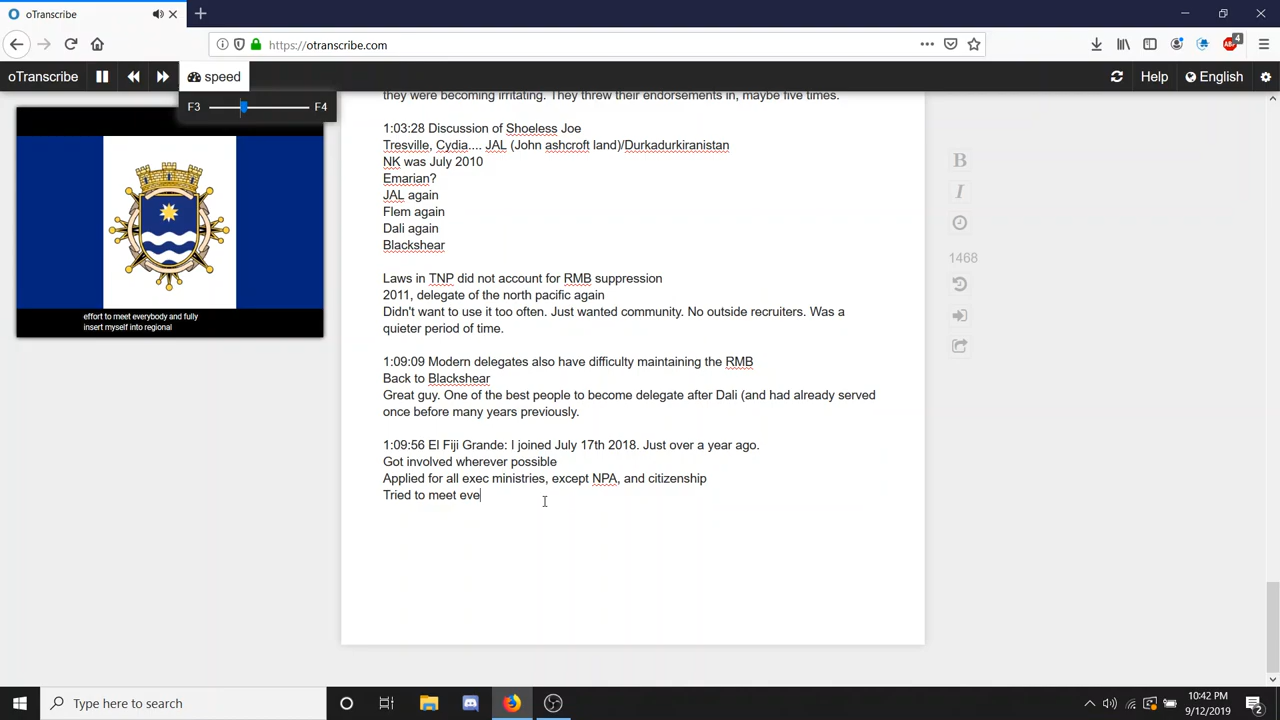 oTranscribe
https://otranscribe.com
4
oTranscribe
speed
Help
English
F3
F4
effort to meet everybody and fully
insert myself into regional
they were becoming irritating. They threw their endorsements in, maybe five times.
1:03:28 Discussion of Shoeless Joe
Tresville, Cydia.... JAL (John ashcroft land)/Durkadurkiranistan
NK was July 2010
Emarian?
JAL again
Flem again
Dali again
Blackshear
Laws in TNP did not account for RMB suppression
2011, delegate of the north pacific again
Didn't want to use it too often. Just wanted community. No outside recruiters. Was a
quieter period of time.
1:09:09 Modern delegates also have difficulty maintaining the RMB
Back to Blackshear
Great guy. One of the best people to become delegate after Dali (and had already served
once before many years previously.
1:09:56 El Fiji Grande: I joined July 17th 2018. Just over a year ago.
Got involved wherever possible
Applied for all exec ministries, except NPA, and citizenship
Tried to meet eve
B
I
1468
Type here to search
10:42 PM
9/12/2019
2